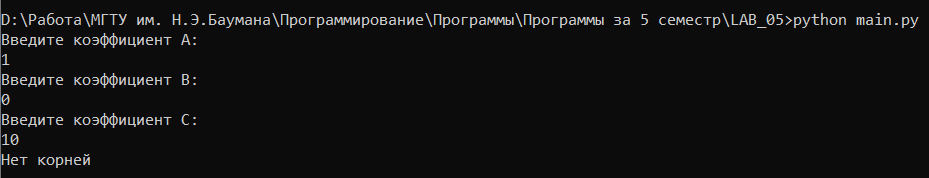 D:\Работа\МГТУ им. Н.Э.Баумана\Программирование\Программы\Программы за 5 семестр\LAB_05>python main.py
Введите коэффициент A:
1
Введите коэффициент B:
0
Введите коэффициент C:
10
Нет корней